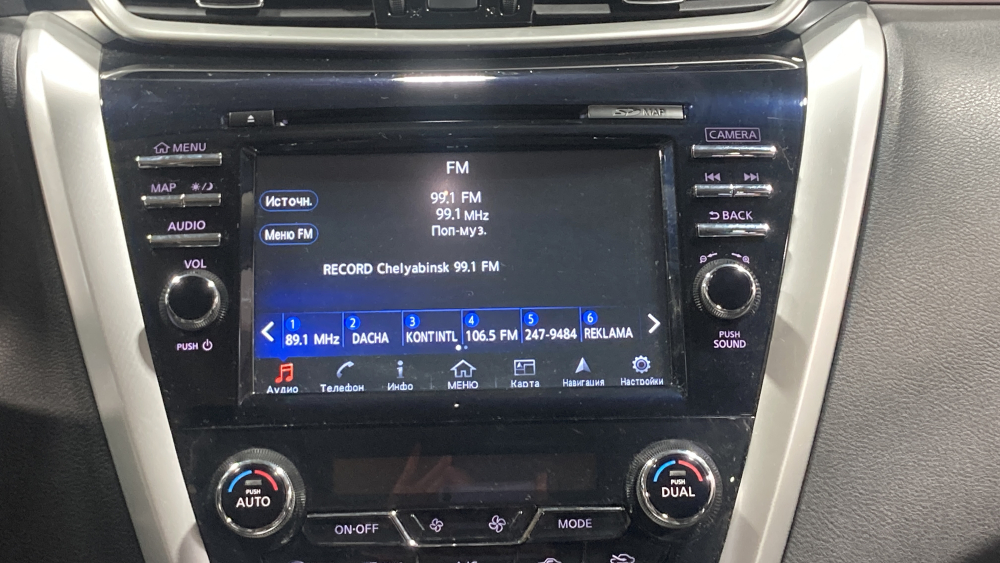 SD MAP
MENU
CAMERA
MAP
AUDIO
BACK
VOL
PUSH
PUSH
SOUND
FM
Источн.
99.1 FM
99.1 MHz
Меню FM
Поп-муз.
RECORD Chelyabinsk 99.1 FM
1 2 3 4 5 6
89.1 MHz DACHA KONTINTL 106.5 FM 247-9484 REKLAMA
Аудио Телефон Инфо МЕНЮ Карта Навигация Настройки
PUSH
AUTO
PUSH
DUAL
ON·OFF
MODE